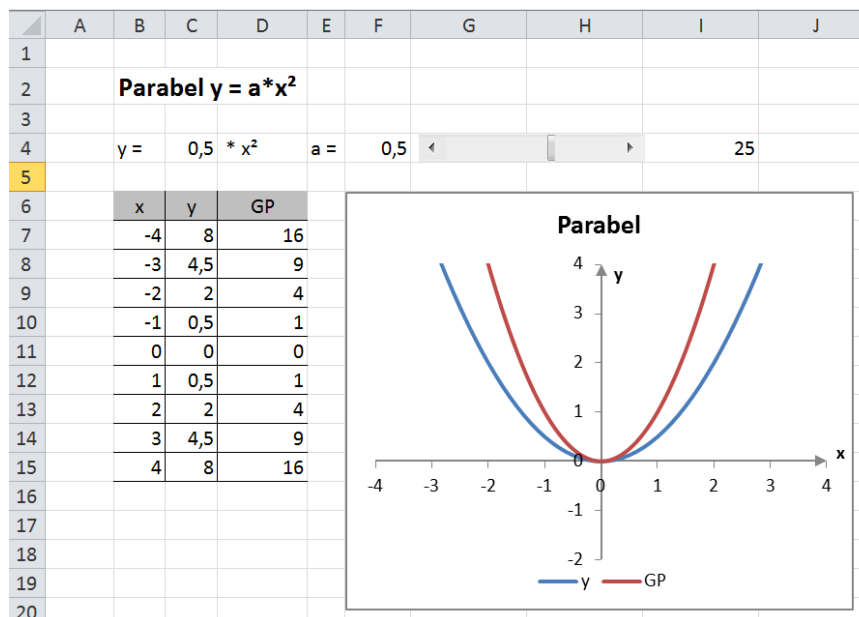 A B C D E F G H I J
1
2 Parabel y = a*x²
3
4 y = 0,5 * x² a = 0,5 25
5
6 x y GP
7 -4 8 16
8 -3 4,5 9
9 -2 2 4
10 -1 0,5 1
11 0 0 0
12 1 0,5 1
13 2 2 4
14 3 4,5 9
15 4 8 16
16
17
18
19
20
Parabel
4 y
3
2
1
0 x
-4 -3 -2 -1 0 1 2 3 4
-1
-2
y GP